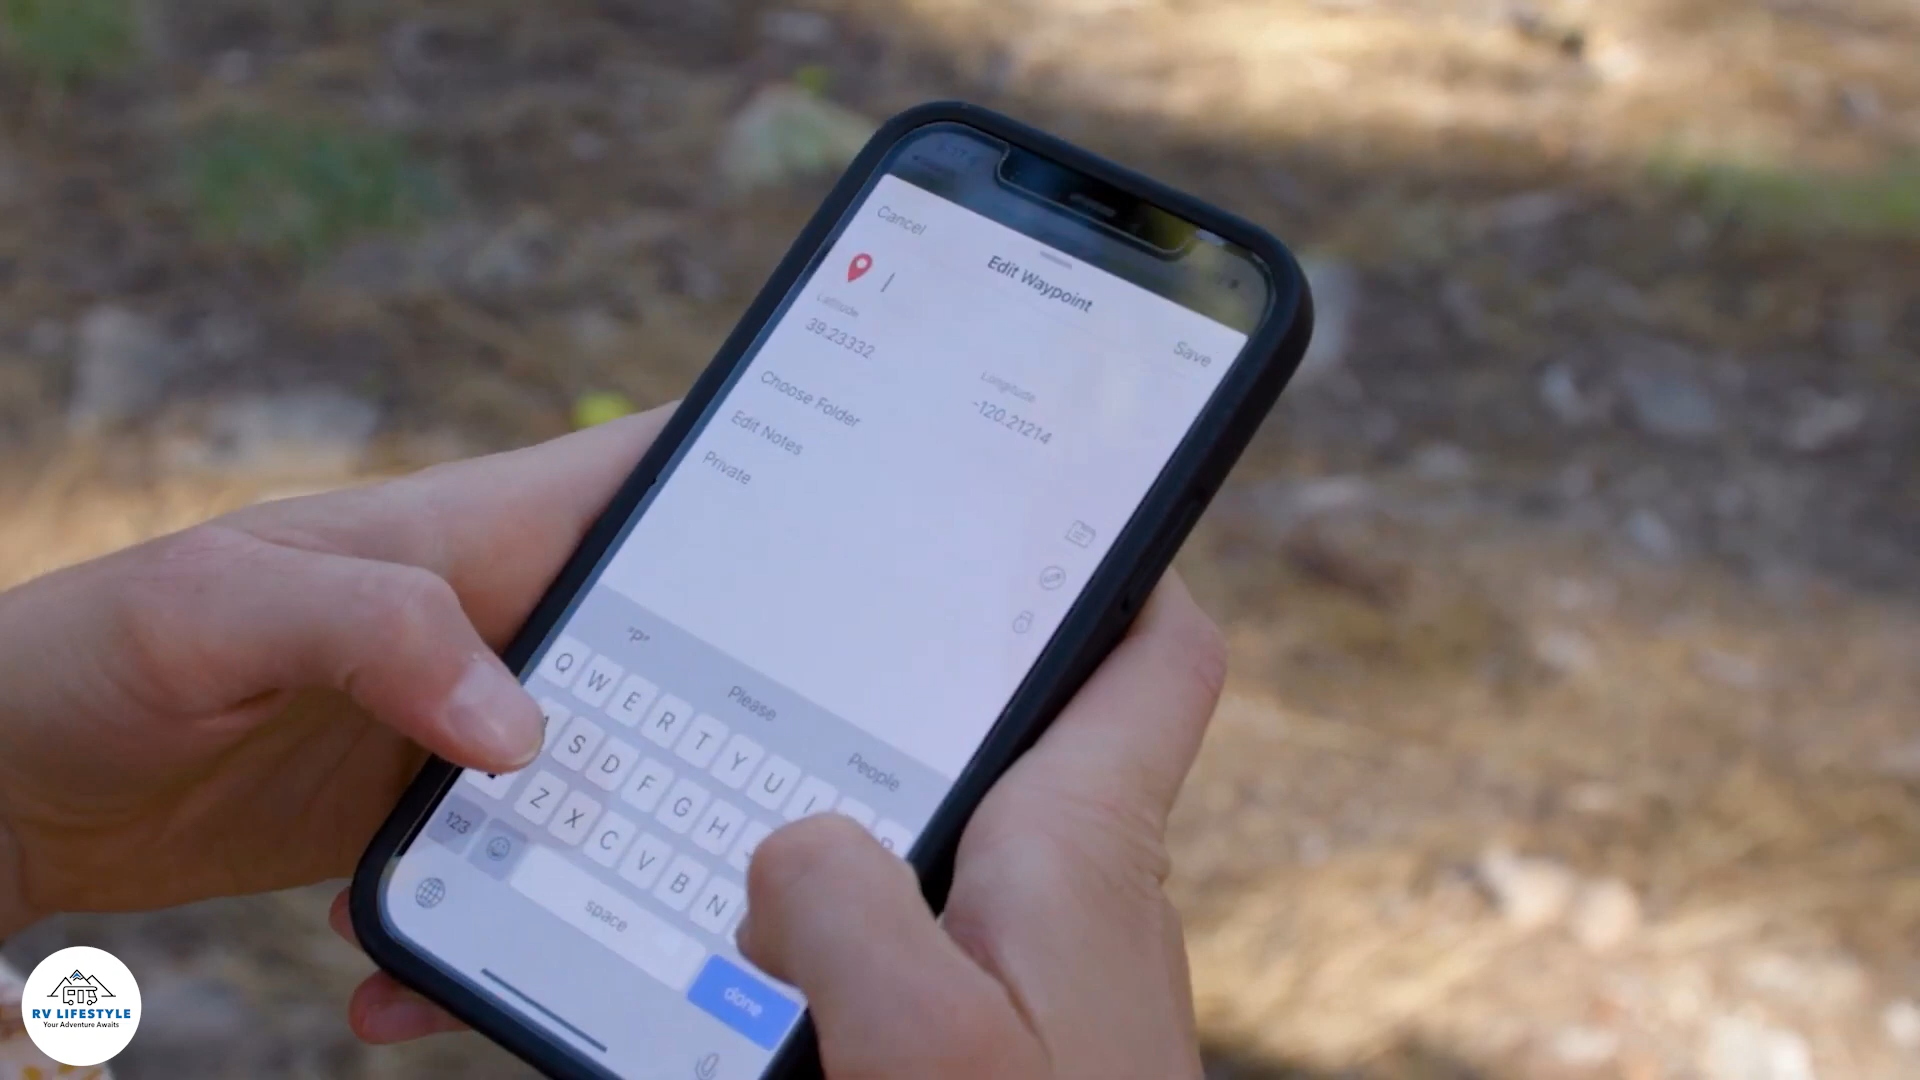 Cancel
Edit Waypoint
Save
Latitude
39.23332
Longitude
-120.21214
Choose Folder
Edit Notes
Private
"P"
Please
People
Q W E R T Y U I P
S D F G H
Z X C V B N
123
space
done
RV LIFESTYLE
Your Adventure Awaits